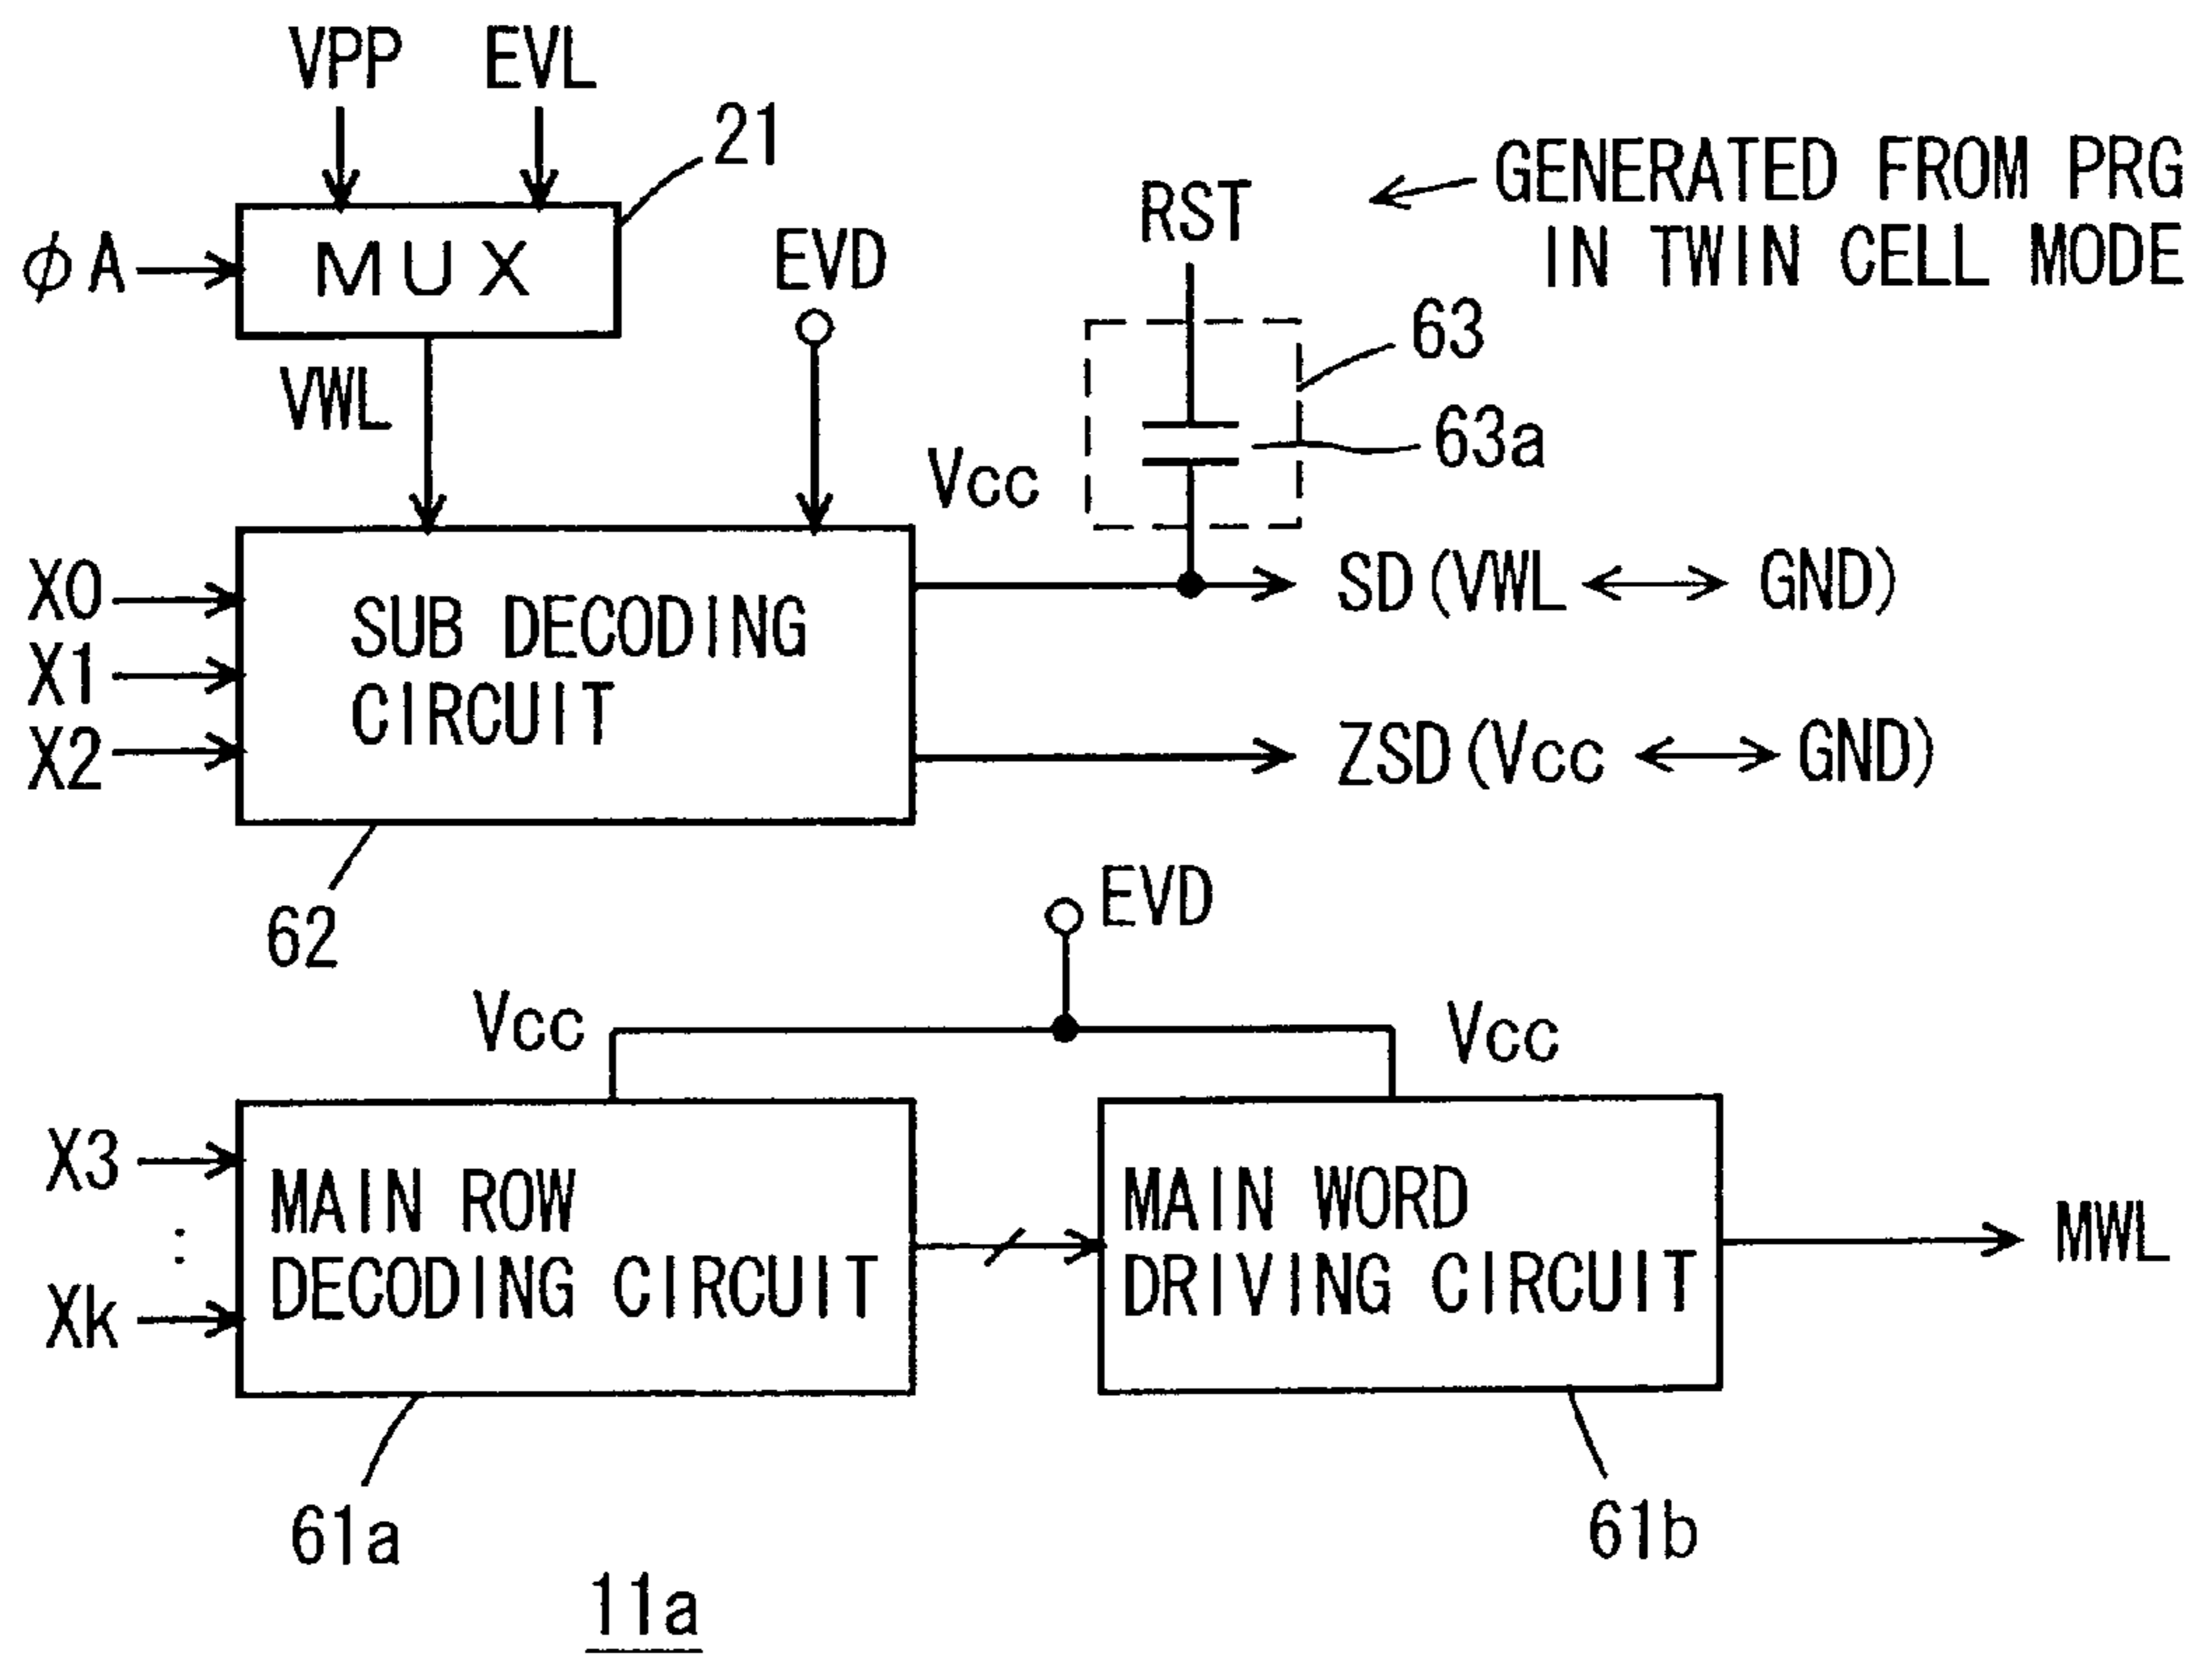 VPP EVL
21
GENERATED FROM PRG
IN TWIN CELL MODE
RST
φA
MUX
EVD
63
VWL
63a
Vcc
X0
X1
X2
SUB DECODING
CIRCUIT
SD(VWL ↔ GND)
ZSD(Vcc ↔ GND)
62
EVD
Vcc
Vcc
X3
:
Xk
MAIN ROW
DECODING CIRCUIT
MAIN WORD
DRIVING CIRCUIT
MWL
61a
61b
11a